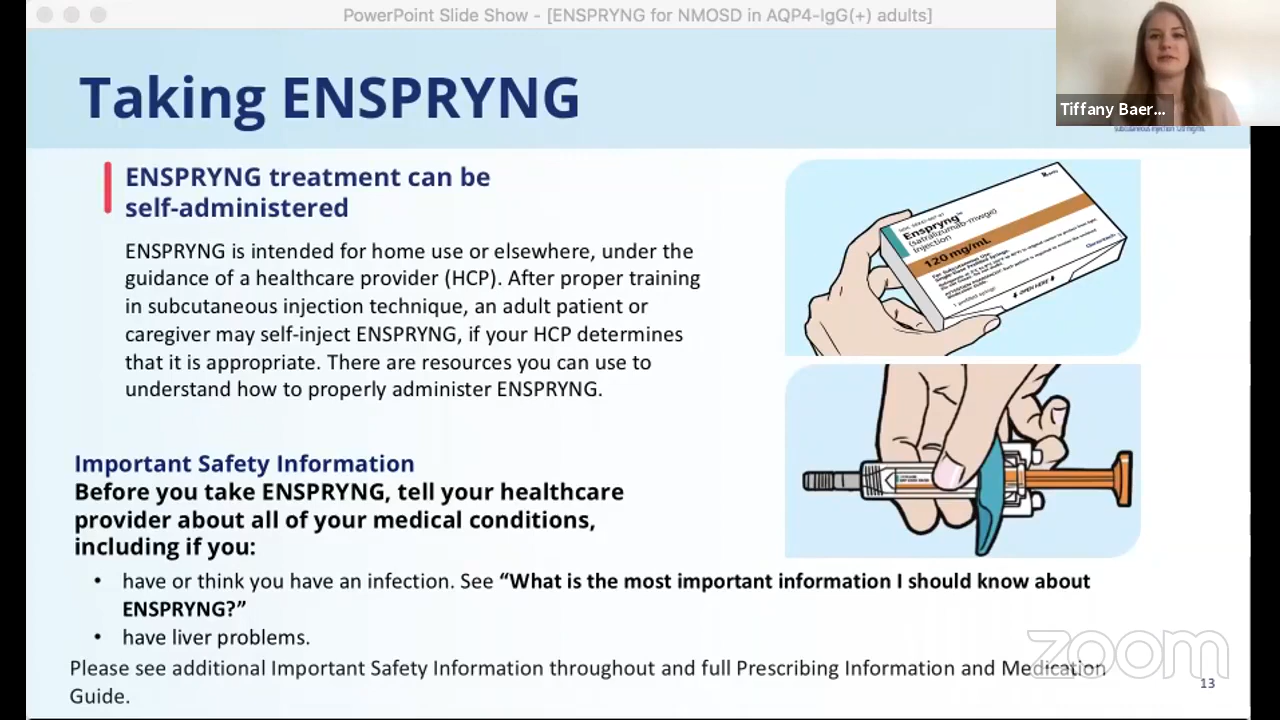 PowerPoint Slide Show - [ENSPRYNG for NMOSD in AQP4-IgG(+) adults]
Tiffany Baer...
Taking ENSPRYNG
ENSPRYNG treatment can be
self-administered
ENSPRYNG is intended for home use or elsewhere, under the
guidance of a healthcare provider (HCP). After proper training
in subcutaneous injection technique, an adult patient or
caregiver may self-inject ENSPRYNG, if your HCP determines
that it is appropriate. There are resources you can use to
understand how to properly administer ENSPRYNG.
Enspryng™
(satralizumab-mwge)
injection
120 mg/mL
1 prefilled syringe
OPEN HERE
Genentech
Important Safety Information
Before you take ENSPRYNG, tell your healthcare
provider about all of your medical conditions,
including if you:
• have or think you have an infection. See “What is the most important information I should know about
ENSPRYNG?”
• have liver problems.
Please see additional Important Safety Information throughout and full Prescribing Information and Medication
Guide.
zoom
13